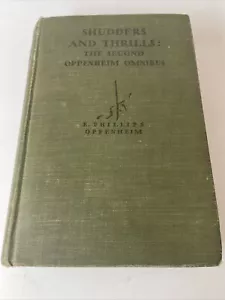 SHUDDERS
AND THRILLS:
THE SECOND
OPPENHEIM OMNIBUS
E. PHILLIPS
OPPENHEIM